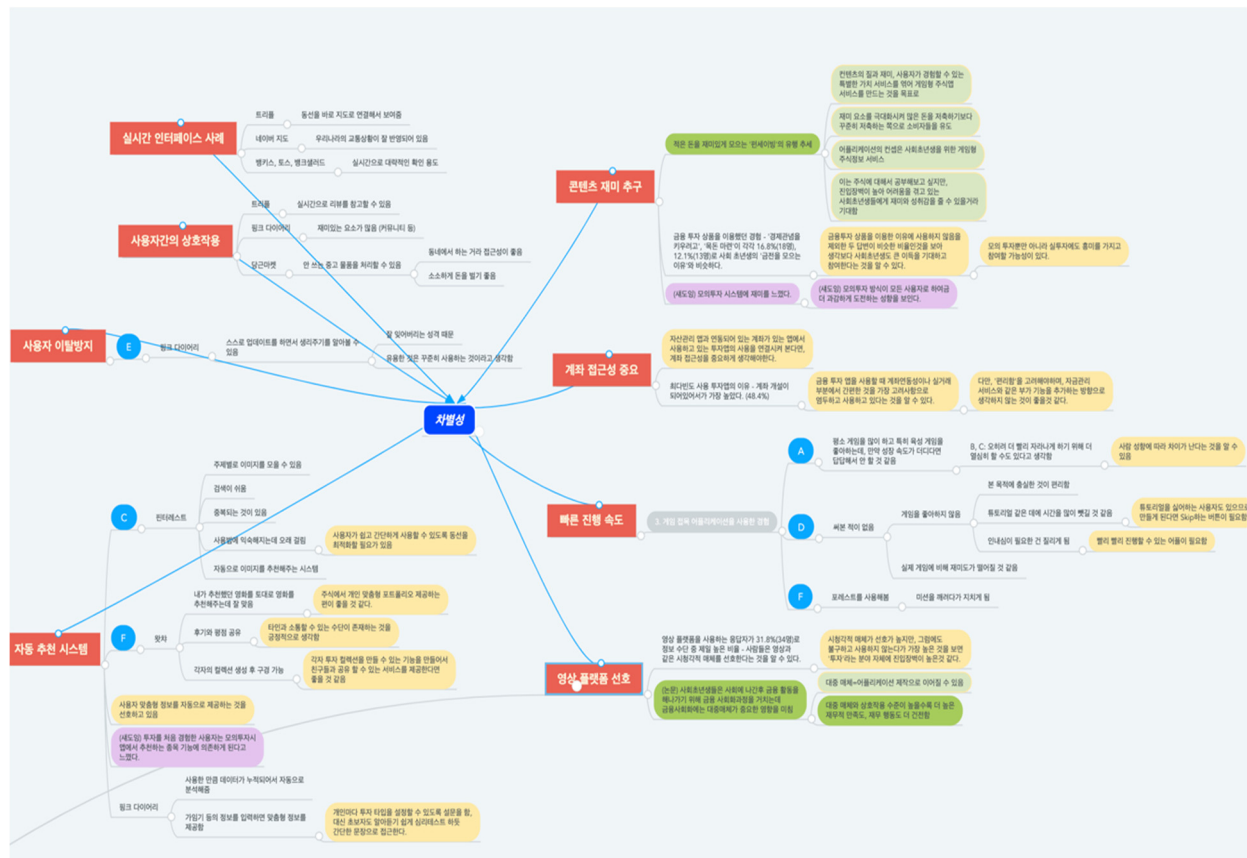 실시간 인터페이스 사례
트리플
동선을 바로 지도로 연결해서 보여줌
네이버 지도
우리나라의 교통상황이 잘 반영되어 있음
뱅키스, 토스, 뱅크샐러드
실시간으로 대략적인 확인 용도
사용자간의 상호작용
트리플
실시간으로 리뷰를 참고할 수 있음
핑크 다이어리
재미있는 요소가 많음 (커뮤니티 등)
당근마켓
안 쓰는 중고 물품을 처리할 수 있음
동네에서 하는 거라 접근성이 좋음
소소하게 돈을 벌기 좋음
사용자 이탈방지
E
핑크 다이어리
스스로 업데이트를 하면서 생리주기를 알아볼 수
있음
잘 잊어버리는 성격 때문
유용한 것은 꾸준히 사용하는 것이라고 생각함
차별성
자동 추천 시스템
C
핀터레스트
주제별로 이미지를 모을 수 있음
검색이 쉬움
중복되는 것이 있음
사용법에 익숙해지는데 오래 걸림
사용자가 쉽고 간단하게 사용할 수 있도록 동선을
최적화할 필요가 있음
자동으로 이미지를 추천해주는 시스템
F
왓챠
내가 추천했던 영화를 토대로 영화를
추천해주는데 잘 맞음
주식에서 개인 맞춤형 포트폴리오 제공하는
편이 좋을 것 같다.
후기와 평점 공유
타인과 소통할 수 있는 수단이 존재하는 것을
긍정적으로 생각함
각자의 컬렉션 생성 후 구경 가능
각자 투자 컬렉션을 만들 수 있는 기능을 만들어서
친구들과 공유 할 수 있는 서비스를 제공한다면
좋을 것 같음
사용자 맞춤형 정보를 자동으로 제공하는 것을
선호하고 있음
(섀도잉) 투자를 처음 경험한 사용자는 모의투자시
앱에서 추천하는 종목 기능에 의존하게 된다고
느꼈다.
핑크 다이어리
사용한 만큼 데이터가 누적되어서 자동으로
분석해줌
가임기 등의 정보를 입력하면 맞춤형 정보를
제공함
개인마다 투자 타입을 설정할 수 있도록 설문을 함,
대신 초보자도 알아듣기 쉽게 심리테스트 하듯
간단한 문장으로 접근한다.
콘텐츠 재미 추구
적은 돈을 재미있게 모으는 '펀세이빙'의 유행 추세
컨텐츠의 질과 재미, 사용자가 경험할 수 있는
특별한 가치 서비스를 엮어 게임형 주식앱
서비스를 만드는 것을 목표로
재미 요소를 극대화시켜 많은 돈을 저축하기보다
꾸준히 저축하는 쪽으로 소비자들을 유도
어플리케이션의 컨셉은 사회초년생을 위한 게임형
주식정보 서비스
이는 주식에 대해서 공부해보고 싶지만,
진입장벽이 높아 어려움을 겪고 있는
사회초년생들에게 재미와 성취감을 줄 수 있을거라
기대함
금융 투자 상품을 이용했던 경험 - '경제관념을
키우려고', '목돈 마련'이 각각 16.8%(18명),
12.1%(13명)로 사회 초년생의 '금전을 모으는
이유'와 비슷하다.
금융투자 상품을 이용한 이유에 사용하지 않음을
제외한 두 답변이 비슷한 비율인것을 보아
생각보다 사회초년생도 큰 이득을 기대하고
참여한다는 것을 알 수 있다.
모의 투자뿐만 아니라 실투자에도 흥미를 가지고
참여할 가능성이 있다.
(섀도잉) 모의투자 시스템에 재미를 느꼈다.
(섀도잉) 모의투자 방식이 모든 사용자로 하여금
더 과감하게 도전하는 성향을 보인다.
계좌 접근성 중요
자산관리 앱과 연동되어 있는 계좌가 있는 앱에서
사용하고 있는 투자앱의 사용을 연결시켜 본다면,
계좌 접근성을 중요하게 생각해야한다.
최다빈도 사용 투자앱의 이유 - 계좌 개설이
되어있어서가 가장 높았다. (48.4%)
금융 투자 앱을 사용할 때 계좌연동성이나 실거래
부분에서 간편한 것을 가장 고려사항으로
염두하고 사용하고 있다는 것을 알 수 있다.
다만, '편리함'을 고려해야하며, 자금관리
서비스와 같은 부가 기능을 추가하는 방향으로
생각하지 않는 것이 좋을것 같다.
빠른 진행 속도
3. 게임 접목 어플리케이션을 사용한 경험
A
평소 게임을 많이 하고 특히 육성 게임을
좋아하는데, 만약 성장 속도가 더디다면
답답해서 안 할 것 같음
B, C: 오히려 더 빨리 자라나게 하기 위해 더
열심히 할 수도 있다고 생각함
사람 성향에 따라 차이가 난다는 것을 알 수
있음
D
써본 적이 없음
게임을 좋아하지 않음
본 목적에 충실한 것이 편리함
튜토리얼 같은 데에 시간을 많이 뺏길 것 같음
튜토리얼을 싫어하는 사용자도 있으므로
만들게 된다면 Skip하는 버튼이 필요함
인내심이 필요한 건 질리게 됨
빨리 빨리 진행할 수 있는 어플이 필요함
실제 게임에 비해 재미도가 떨어질 것 같음
F
포레스트를 사용해봄
미션을 깨려다가 지치게 됨
영상 플랫폼 선호
영상 플랫폼을 사용하는 응답자가 31.8%(34명)로
정보 수단 중 제일 높은 비율 - 사람들은 영상과
같은 시청각적 매체를 선호한다는 것을 알 수 있다.
시청각적 매체가 선호가 높지만, 그럼에도
불구하고 사용하지 않는다가 가장 높은 것을 보면
'투자'라는 분야 자체에 진입장벽이 높은것 같다.
(논문) 사회초년생들은 사회에 나간후 금융 활동을
해나가기 위해 금융 사회화과정을 거치는데
금융사회화에는 대중매체가 중요한 영향을 미침
대중 매체=어플리케이션 제작으로 이어질 수 있음
대중 매체와 상호작용 수준이 높을수록 더 높은
재무적 만족도, 재무 행동도 더 건전함